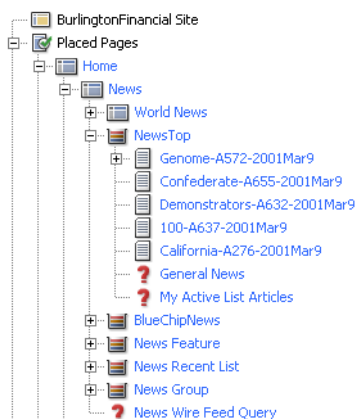 BurlingtonFinancial Site
Placed Pages
Home
News
World News
NewsTop
Genome-A572-2001Mar9
Confederate-A655-2001Mar9
Demonstrators-A632-2001Mar9
100-A637-2001Mar9
California-A276-2001Mar9
General News
My Active List Articles
BlueChipNews
News Feature
News Recent List
News Group
News Wire Feed Query